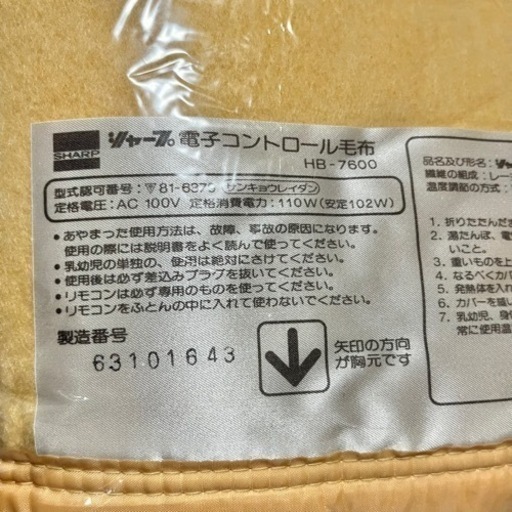 SHARP
シャープ 電子コントロール毛布
HB-7600
型式認可番号:〒81-6375 サンキョウレイダン
定格電圧:AC 100V 定格消費電力:110W(安定102W)
●あやまった使用方法は、故障、事故の原因になります。
使用の際には説明書をよく読んで使ってください。
●乳幼児の単独の、使用は絶対にさけてください。
●使用後は必ず差込みプラグを抜いてください。
●リモコンは必ず専用のものを使ってください。
●リモコンをふとんの中に入れて使わないでください。
製造番号
63101643
矢印の方向
が胸元です
品名及び形名:シャー
繊維の組成:レー
温度調節の方式:
1. 折りたたんだ
2. 湯たんぽ、電
いこと。
3. 重いものを上
4. なるべくカバ
5. 発熱体を入れ
6. カバーを縫い
7. 乳幼児、身
常に使用温